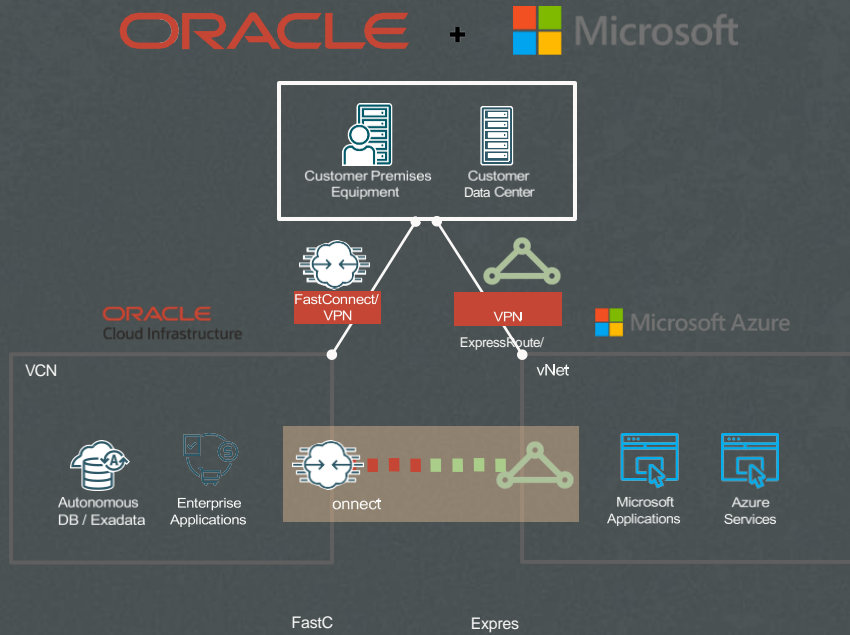 ORACLE + Microsoft
Customer Premises
Equipment
Customer
Data Center
FastConnect/
VPN
VPN
ExpressRoute/
ORACLE
Cloud Infrastructure
Microsoft Azure
VCN
vNet
Autonomous
DB / Exadata
Enterprise
Applications
onnect
Microsoft
Applications
Azure
Services
FastC
Expres